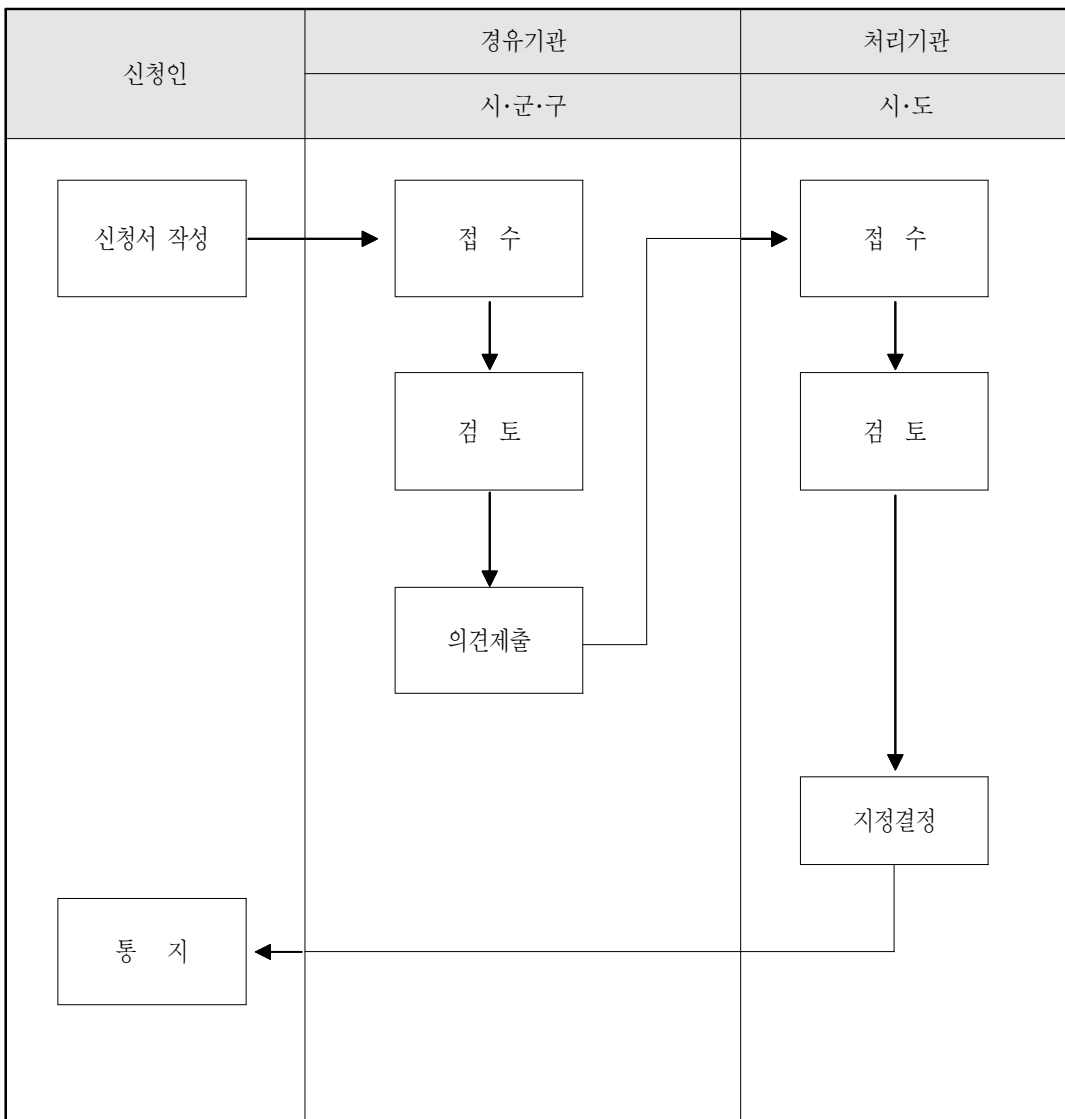 신청인
경유기관
처리기관
시·군·구
시·도
신청서 작성
접 수
접 수
검 토
검 토
의견제출
지정결정
통 지